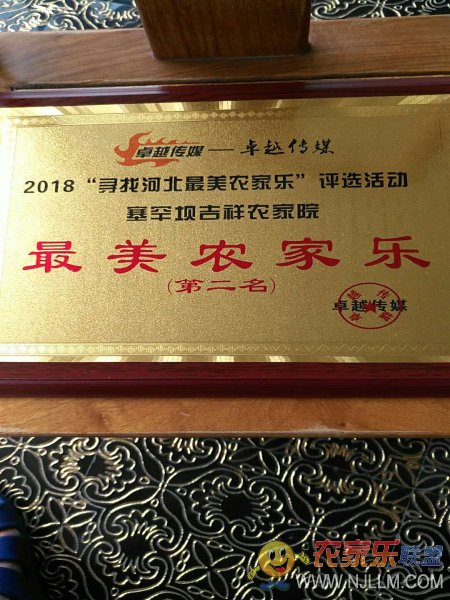 卓越传媒——卓越传媒
2018“寻找河北最美农家乐”评选活动
塞罕坝吉祥农家院
最美农家乐
(第二名)
卓越传媒
农家乐联盟
WWW.NJLLM.COM